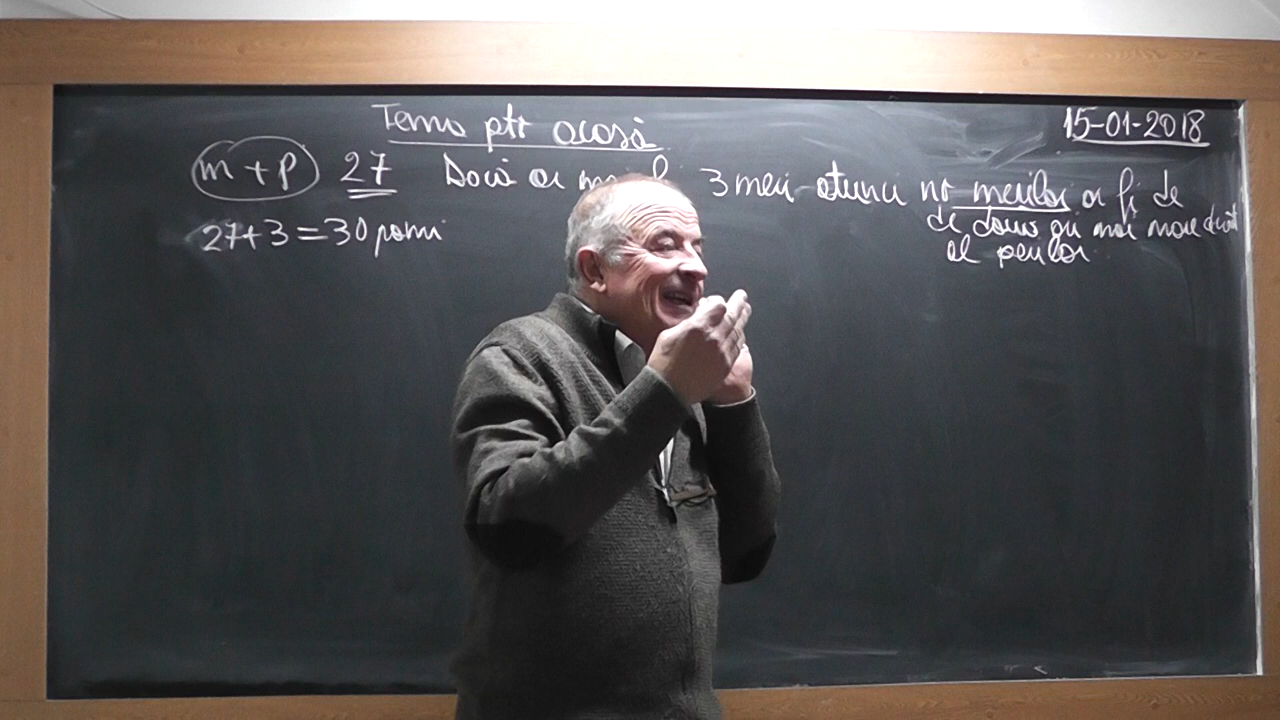 Tema ptr acasă
15-01-2018
m + p 27 Dacă ar mai fi 3 meri atunci nr merilor ar fi de
de două ori mai mare decât
al perilor
27+3=30 pomi